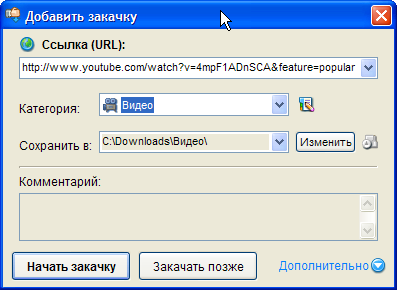 Добавить закачку
Ссылка (URL):
http://www.youtube.com/watch?v=4mpF1ADnSCA&feature=popular
Категория: Видео
Сохранить в: C:\Downloads\Видео\ Изменить
Комментарий:
Начать закачку Закачать позже Дополнительно